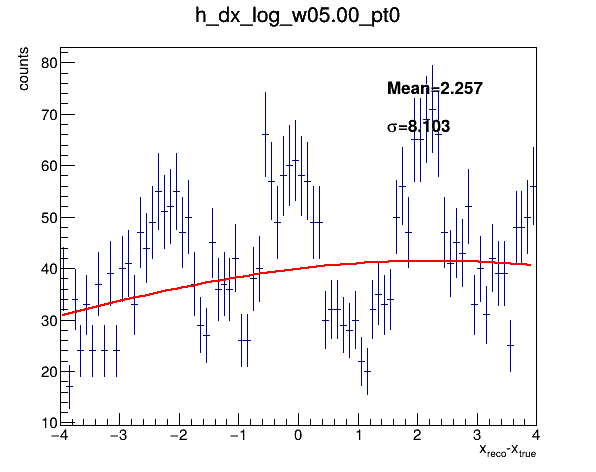 h_dx_log_w05.00_pt0
counts
80
70
60
50
40
30
20
10
Mean=2.257
σ=8.103
−4 −3 −2 −1 0 1 2 3 4
x_reco-x_true